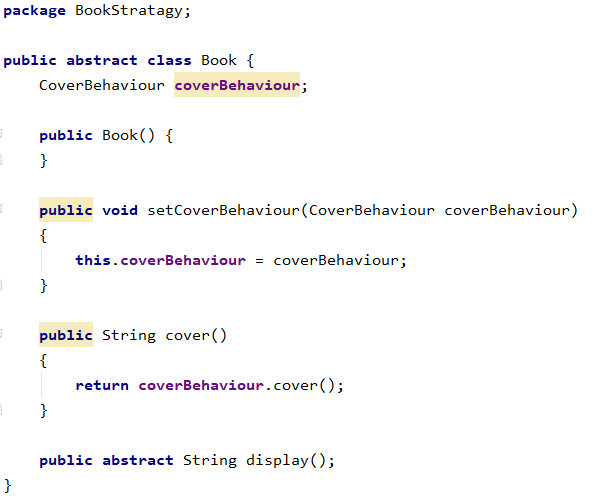 package BookStratagy;
public abstract class Book {
    CoverBehaviour coverBehaviour;
    public Book() {
    }
    public void setCoverBehaviour(CoverBehaviour coverBehaviour)
    {
        this.coverBehaviour = coverBehaviour;
    }
    public String cover()
    {
        return coverBehaviour.cover();
    }
    public abstract String display();
}